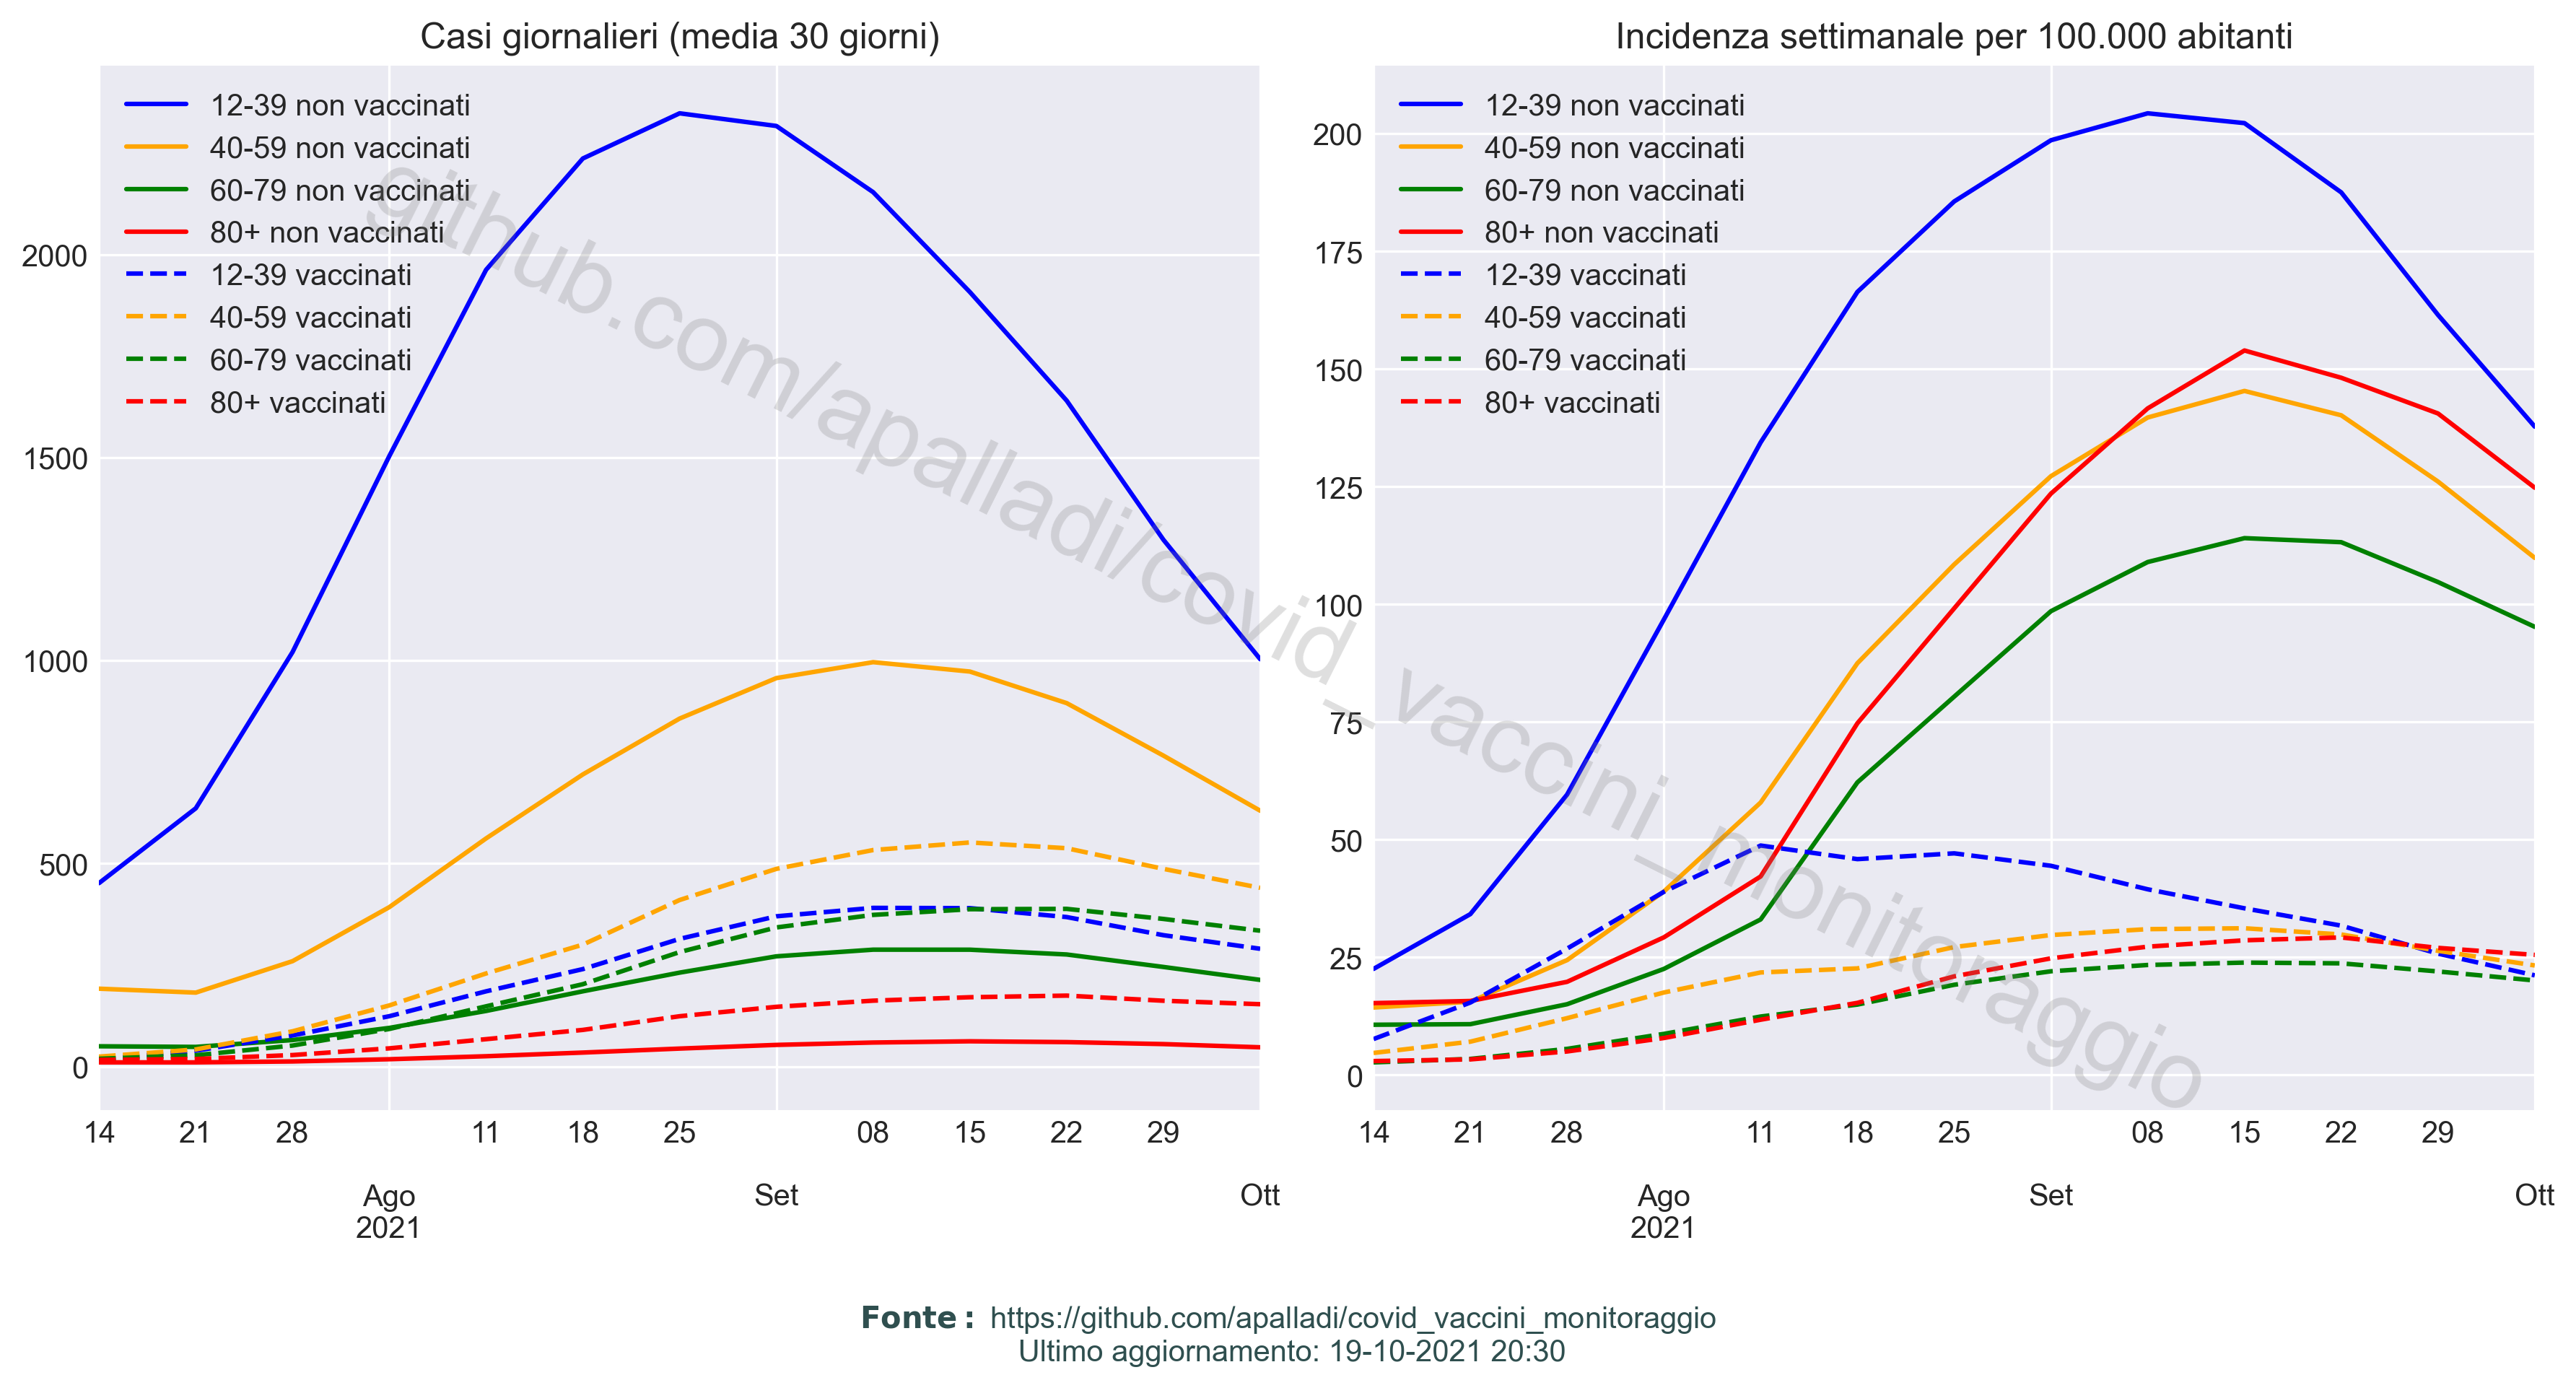 Casi giornalieri (media 30 giorni)
12-39 non vaccinati
40-59 non vaccinati
60-79 non vaccinati
80+ non vaccinati
12-39 vaccinati
40-59 vaccinati
60-79 vaccinati
80+ vaccinati
2000
1500
1000
500
0
14 21 28 11 18 25 08 15 22 29
Ago Set Ott
2021
Incidenza settimanale per 100.000 abitanti
12-39 non vaccinati
40-59 non vaccinati
60-79 non vaccinati
80+ non vaccinati
12-39 vaccinati
40-59 vaccinati
60-79 vaccinati
80+ vaccinati
200
175
150
125
100
75
50
25
0
14 21 28 11 18 25 08 15 22 29
Ago Set Ott
2021
github.com/apalladi/covid_vaccini_monitoraggio
Fonte: https://github.com/apalladi/covid_vaccini_monitoraggio
Ultimo aggiornamento: 19-10-2021 20:30